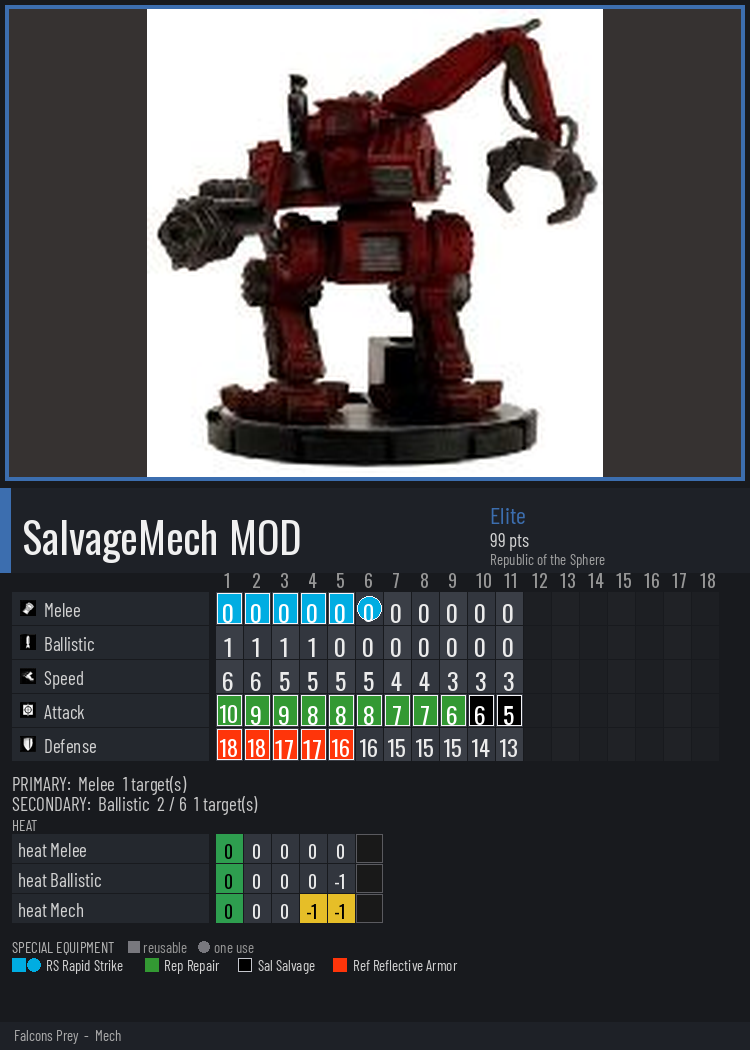 SalvageMech MOD
Elite
99 pts
Republic of the Sphere
1 2 3 4 5 6 7 8 9 10 11 12 13 14 15 16 17 18
Melee 0 0 0 0 0 0 0 0 0 0 0
Ballistic 1 1 1 1 0 0 0 0 0 0 0
Speed 6 6 5 5 5 5 4 4 3 3 3
Attack 10 9 9 8 8 8 7 7 6 6 5
Defense 18 18 17 17 16 16 15 15 15 14 13
PRIMARY: Melee 1 target(s)
SECONDARY: Ballistic 2 / 6 1 target(s)
HEAT
heat Melee 0 0 0 0 0
heat Ballistic 0 0 0 0 -1
heat Mech 0 0 0 -1 -1
SPECIAL EQUIPMENT reusable one use
RS Rapid Strike Rep Repair Sal Salvage Ref Reflective Armor
Falcons Prey - Mech